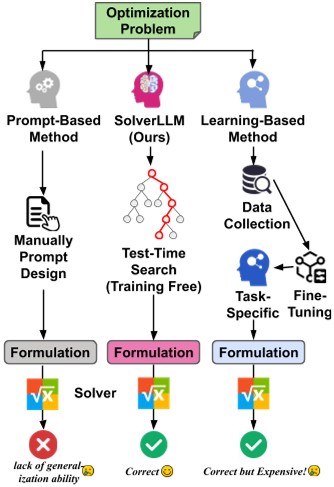 Optimization
Problem
Prompt-Based
Method
SolverLLM
(Ours)
Learning-Based
Method
Manually
Prompt
Design
Test-Time
Search
(Training Free)
Data
Collection
Task-
Specific
Fine-
Tuning
Formulation
Formulation
Formulation
√x
Solver
√x
√x
lack of general-
ization ability
Correct
Correct but Expensive!